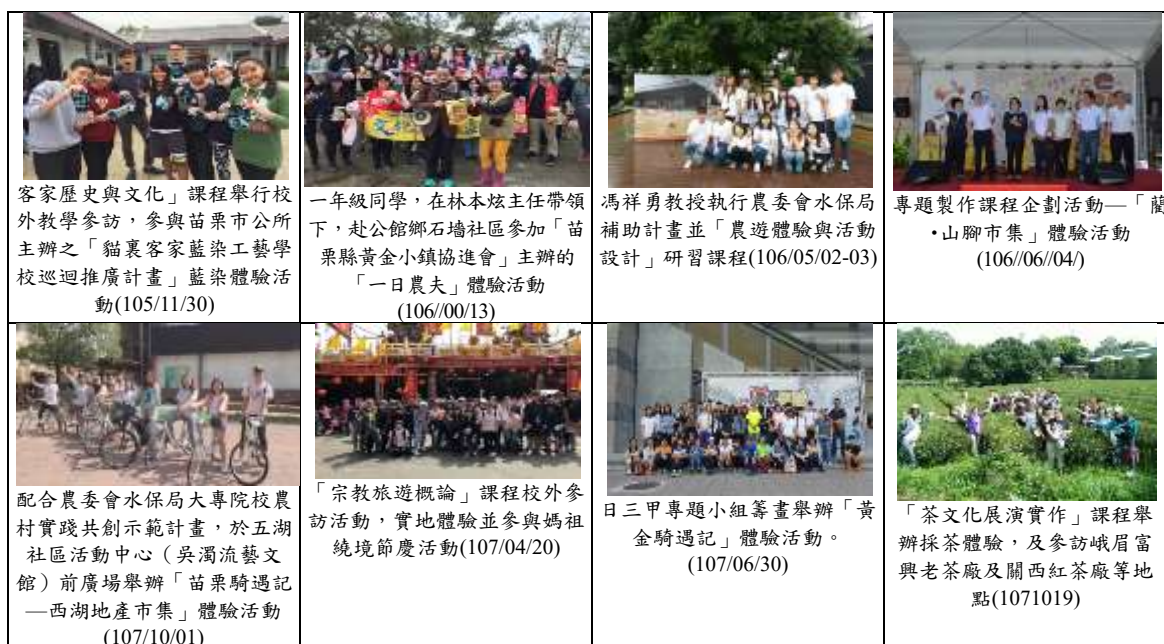 客家歷史與文化」課程舉行校
外教學參訪，參與苗栗市公所
主辦之「貓裏客家藍染工藝學
校巡迴推廣計畫」藍染體驗活
動(105/11/30)
一年級同學，在林本炫主任帶領
下，赴公館鄉石墻社區參加「苗
栗縣黃金小鎮協進會」主辦的
「一日農夫」體驗活動
(106//00/13)
馮祥勇教授執行農委會水保局
補助計畫並「農遊體驗與活動
設計」研習課程(106/05/02-03)
專題製作課程企劃活動—「藺
•山腳市集」體驗活動
(106//06//04/)
配合農委會水保局大專院校農
村實踐共創示範計畫，於五湖
社區活動中心（吳濁流藝文
館）前廣場舉辦「苗栗騎遇記
—西湖地產市集」體驗活動
(107/10/01)
「宗教旅遊概論」課程校外參
訪活動，實地體驗並參與媽祖
繞境節慶活動(107/04/20)
日三甲專題小組籌畫舉辦「黃
金騎遇記」體驗活動。
(107/06/30)
「茶文化展演實作」課程舉
辦採茶體驗，及參訪峨眉富
興老茶廠及關西紅茶廠等地
點(1071019)